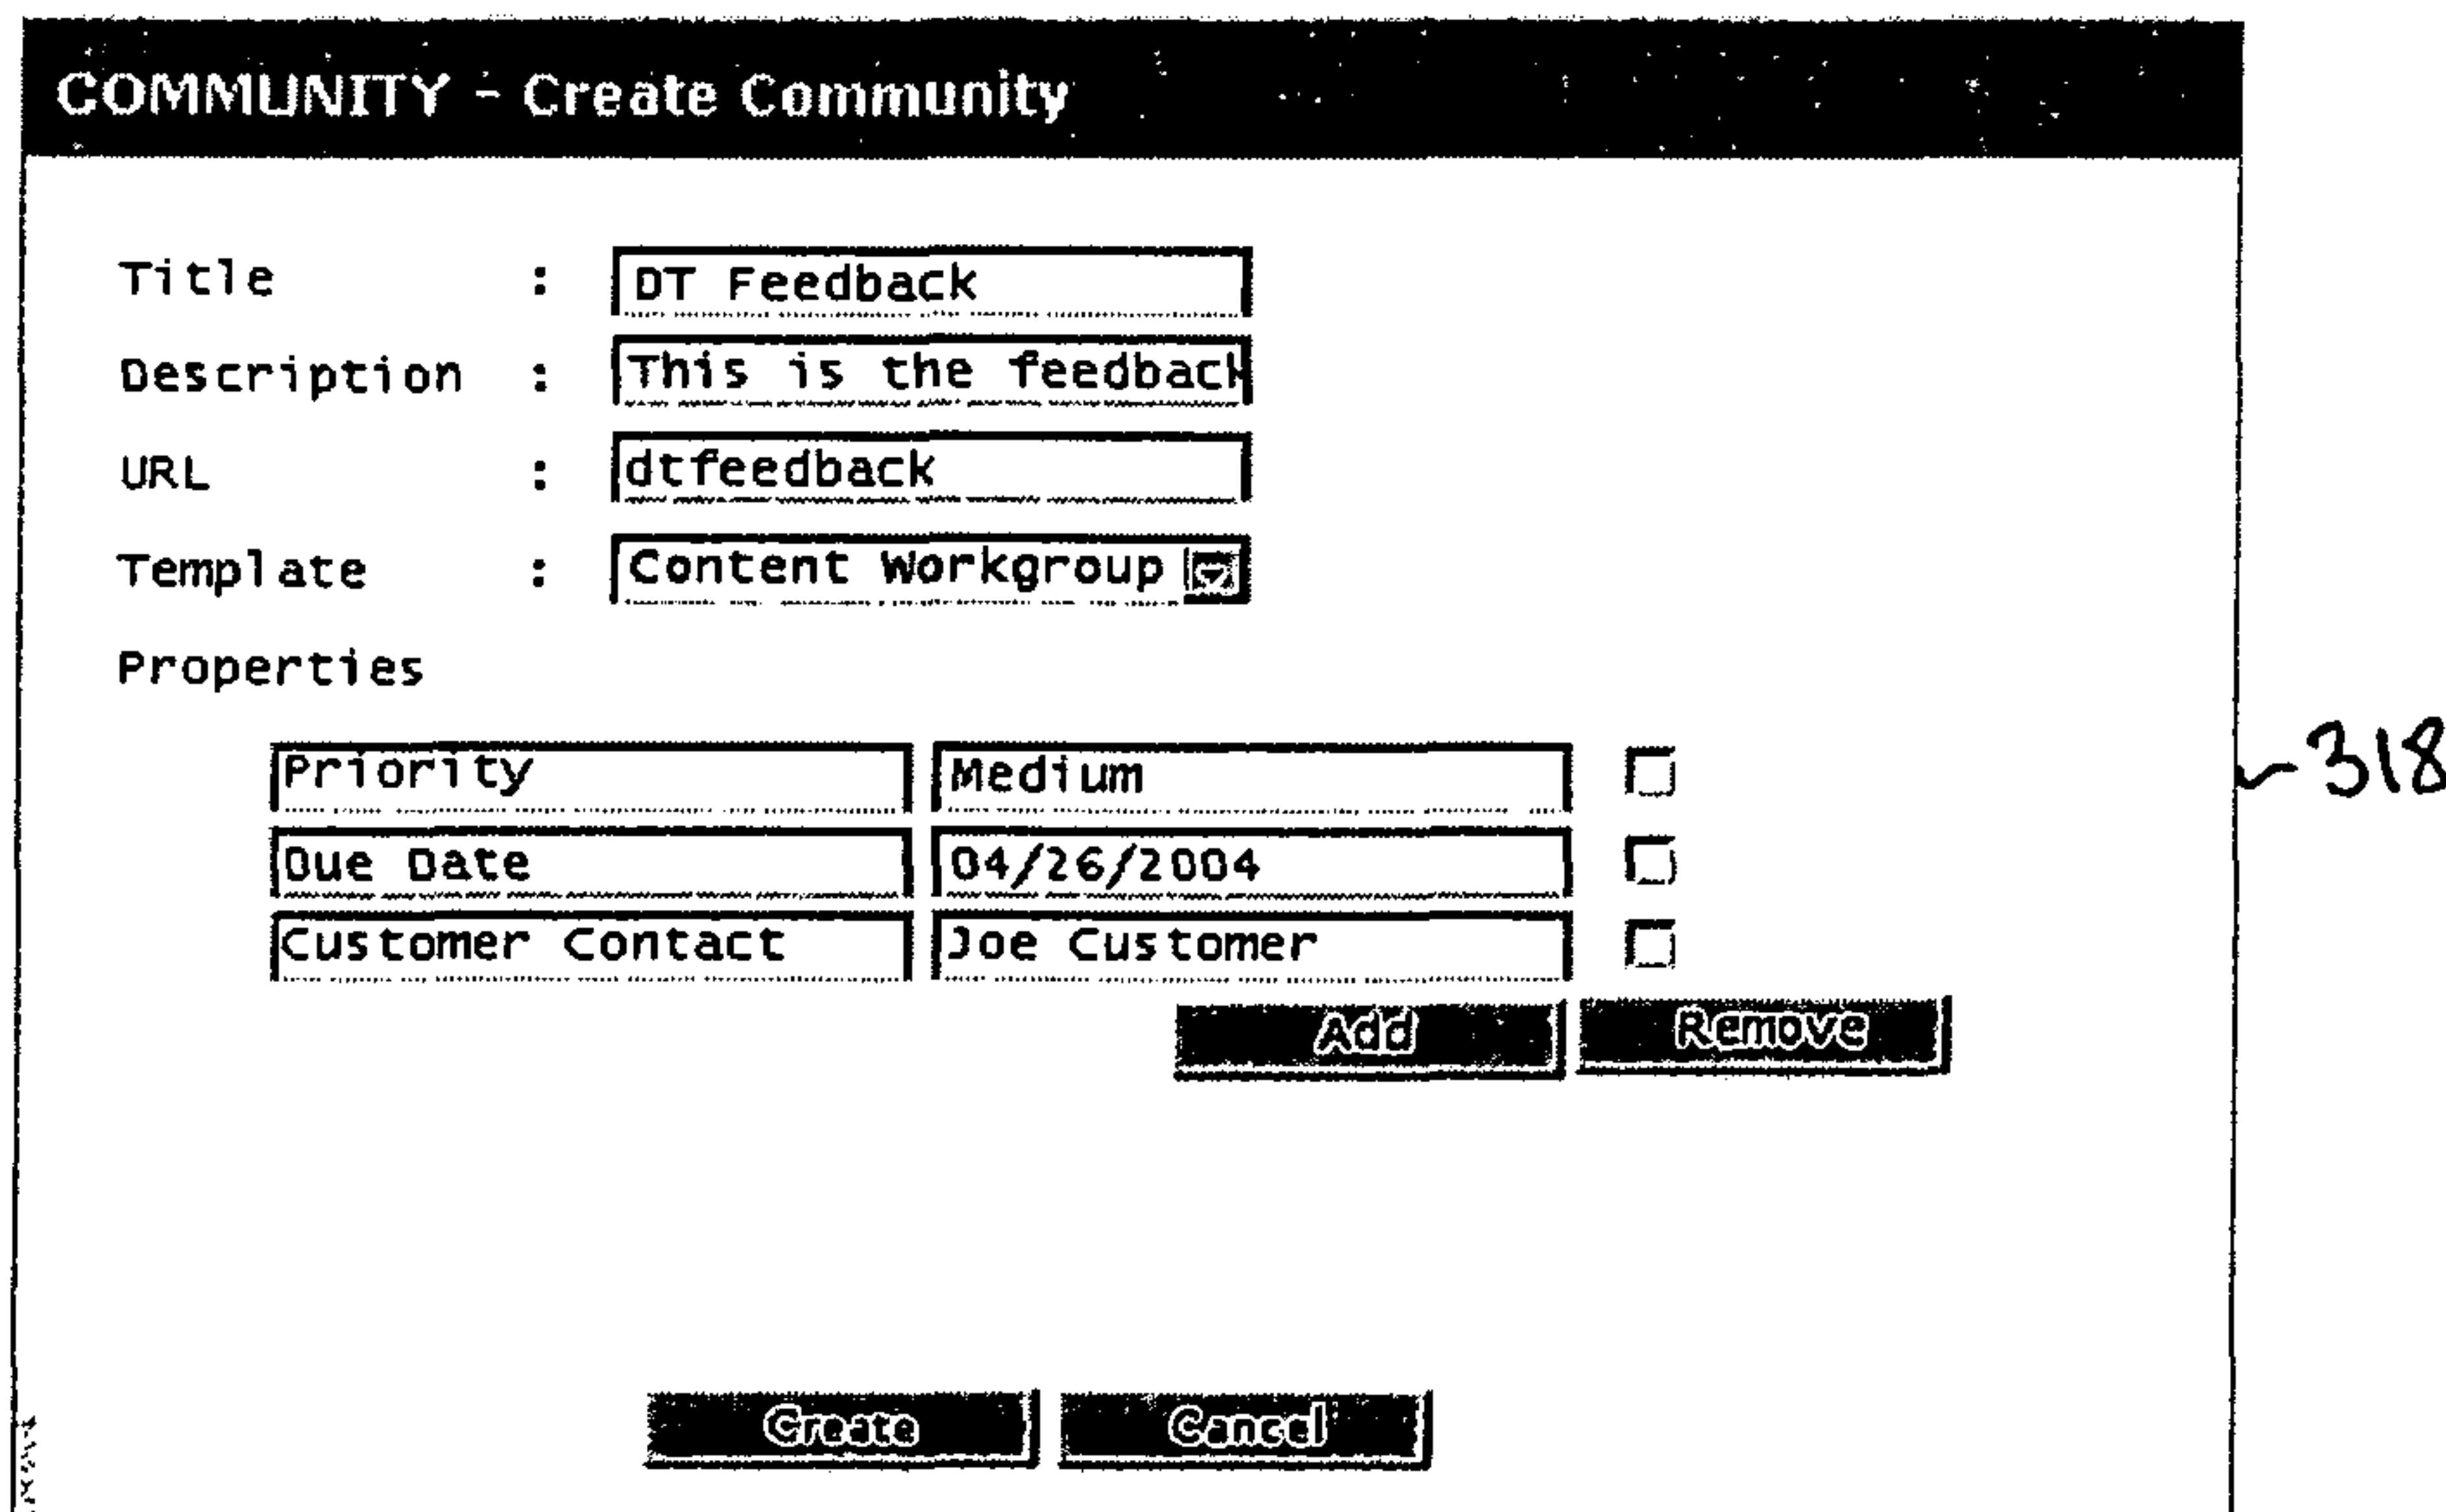 COMMUNITY - Create Community
Title : DT Feedback
Description : This is the feedback
URL : dtfeedback
Template : Content Workgroup
Properties
Priority Medium
318
Due Date 04/26/2004
Customer Contact Joe Customer
Add Remove
Create Cancel